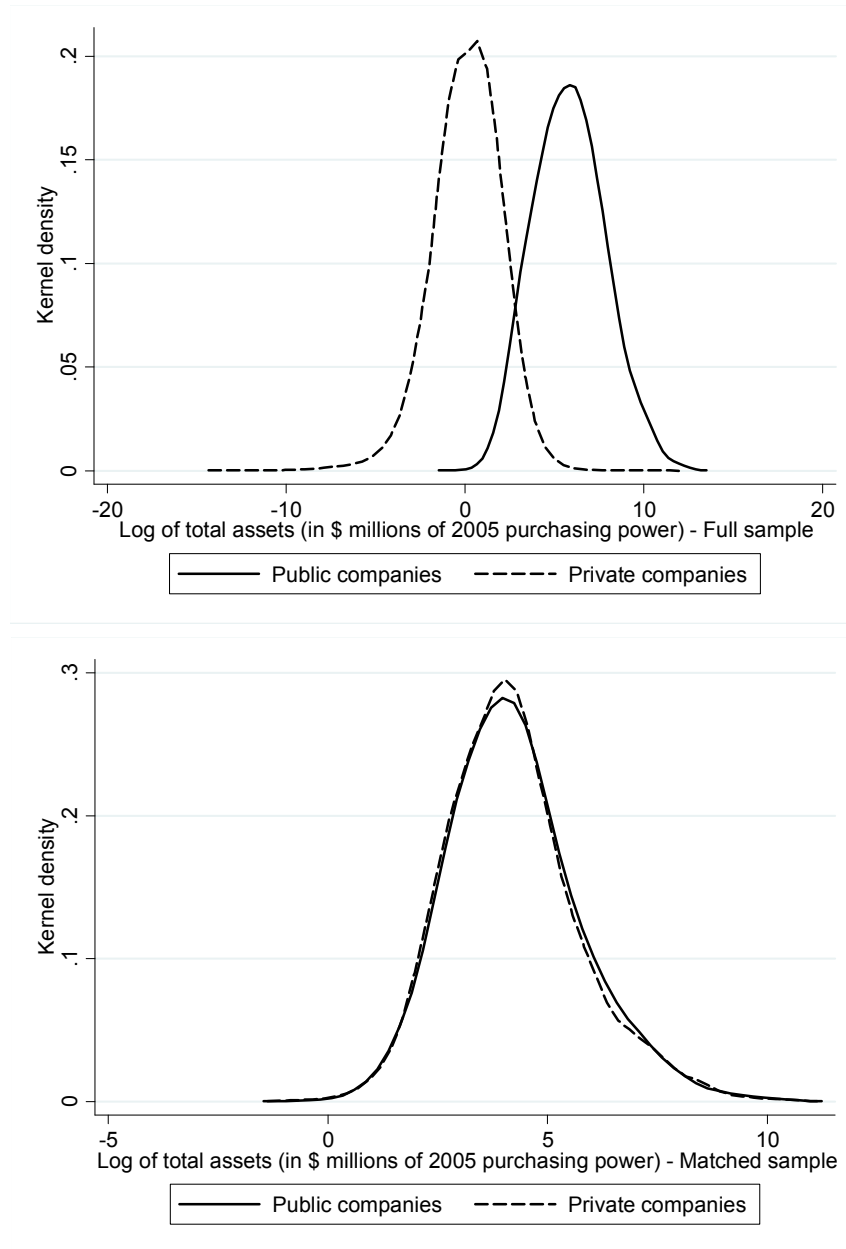 Kernel density
.2
.15
.1
.05
0
-20 -10 0 10 20
Log of total assets (in $ millions of 2005 purchasing power) - Full sample
Public companies Private companies
Kernel density
.3
.2
.1
0
-5 0 5 10
Log of total assets (in $ millions of 2005 purchasing power) - Matched sample
Public companies Private companies